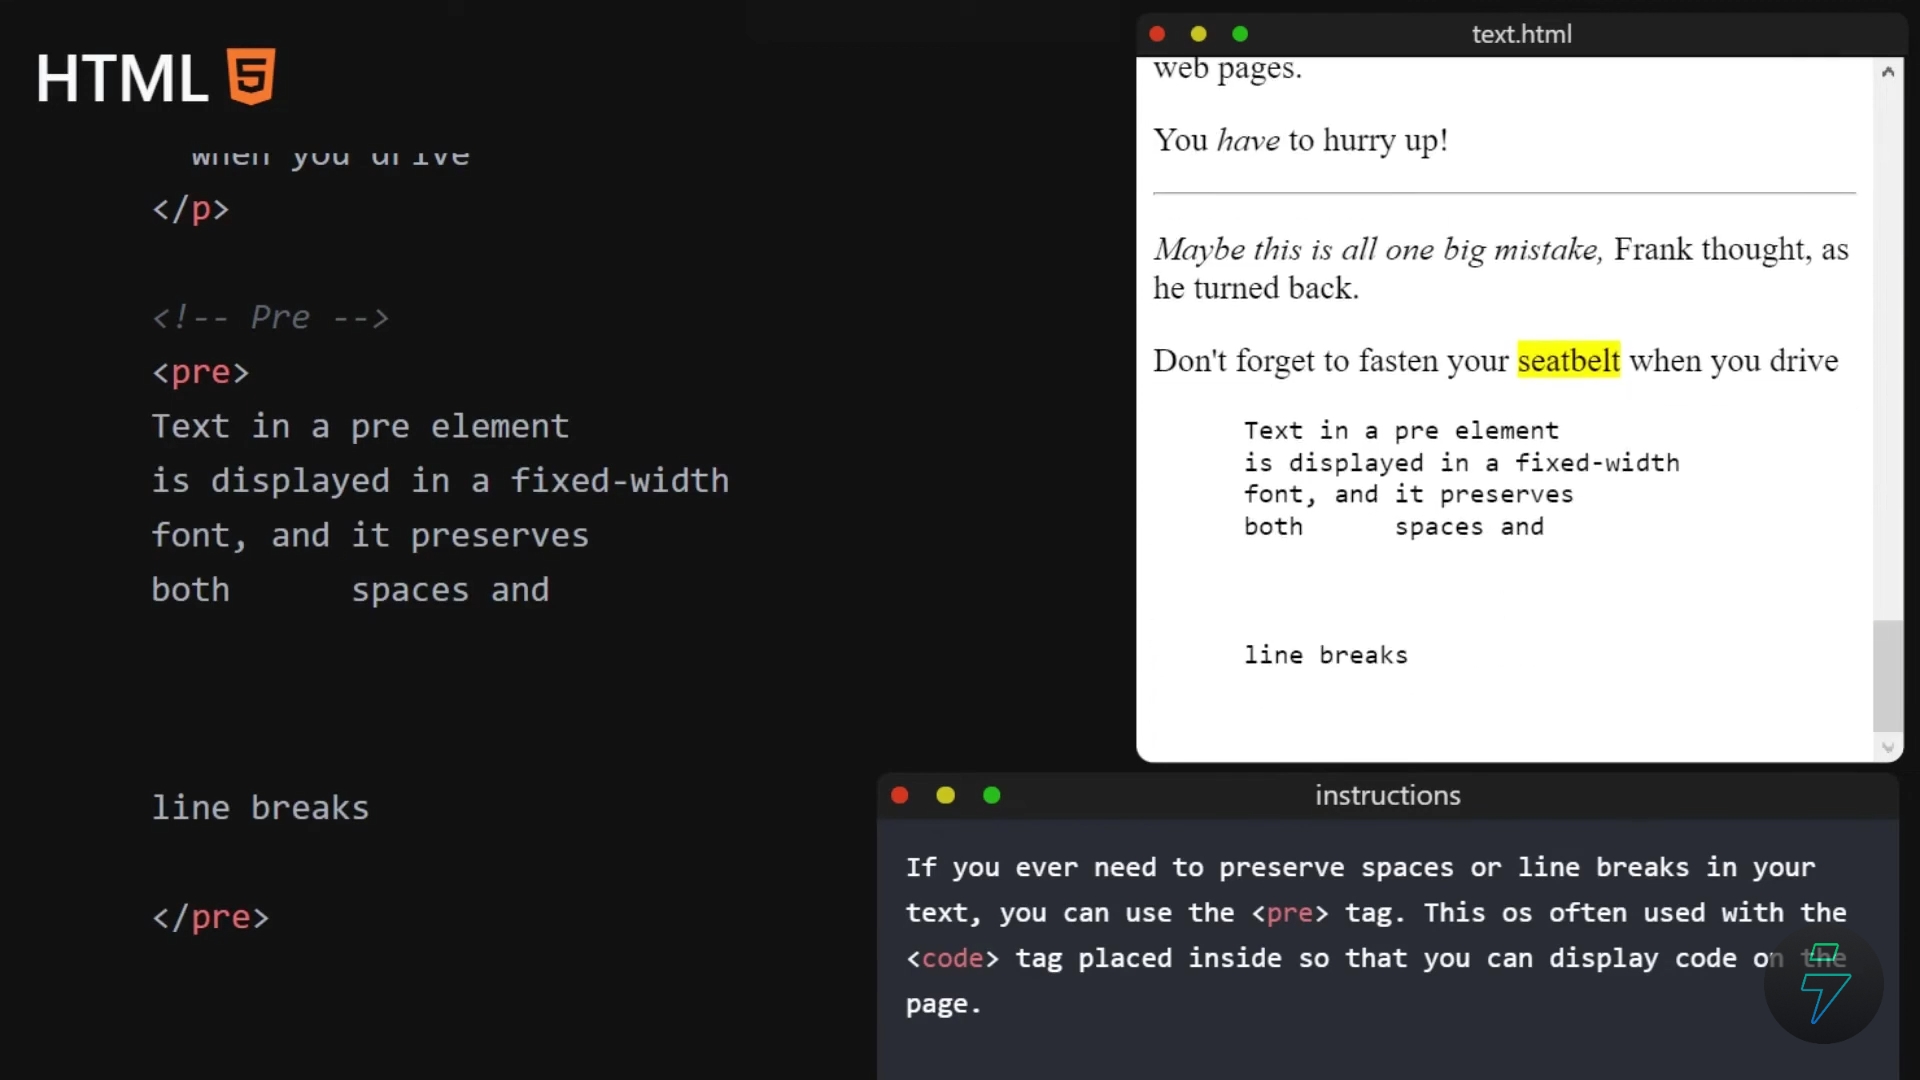 HTML 5
when you drive
</p>
<!-- Pre -->
<pre>
Text in a pre element
is displayed in a fixed-width
font, and it preserves
both      spaces and
line breaks
</pre>
text.html
web pages.
You have to hurry up!
Maybe this is all one big mistake, Frank thought, as
he turned back.
Don't forget to fasten your seatbelt when you drive
Text in a pre element
is displayed in a fixed-width
font, and it preserves
both      spaces and
line breaks
instructions
If you ever need to preserve spaces or line breaks in your
text, you can use the <pre> tag. This os often used with the
<code> tag placed inside so that you can display code on the
page.